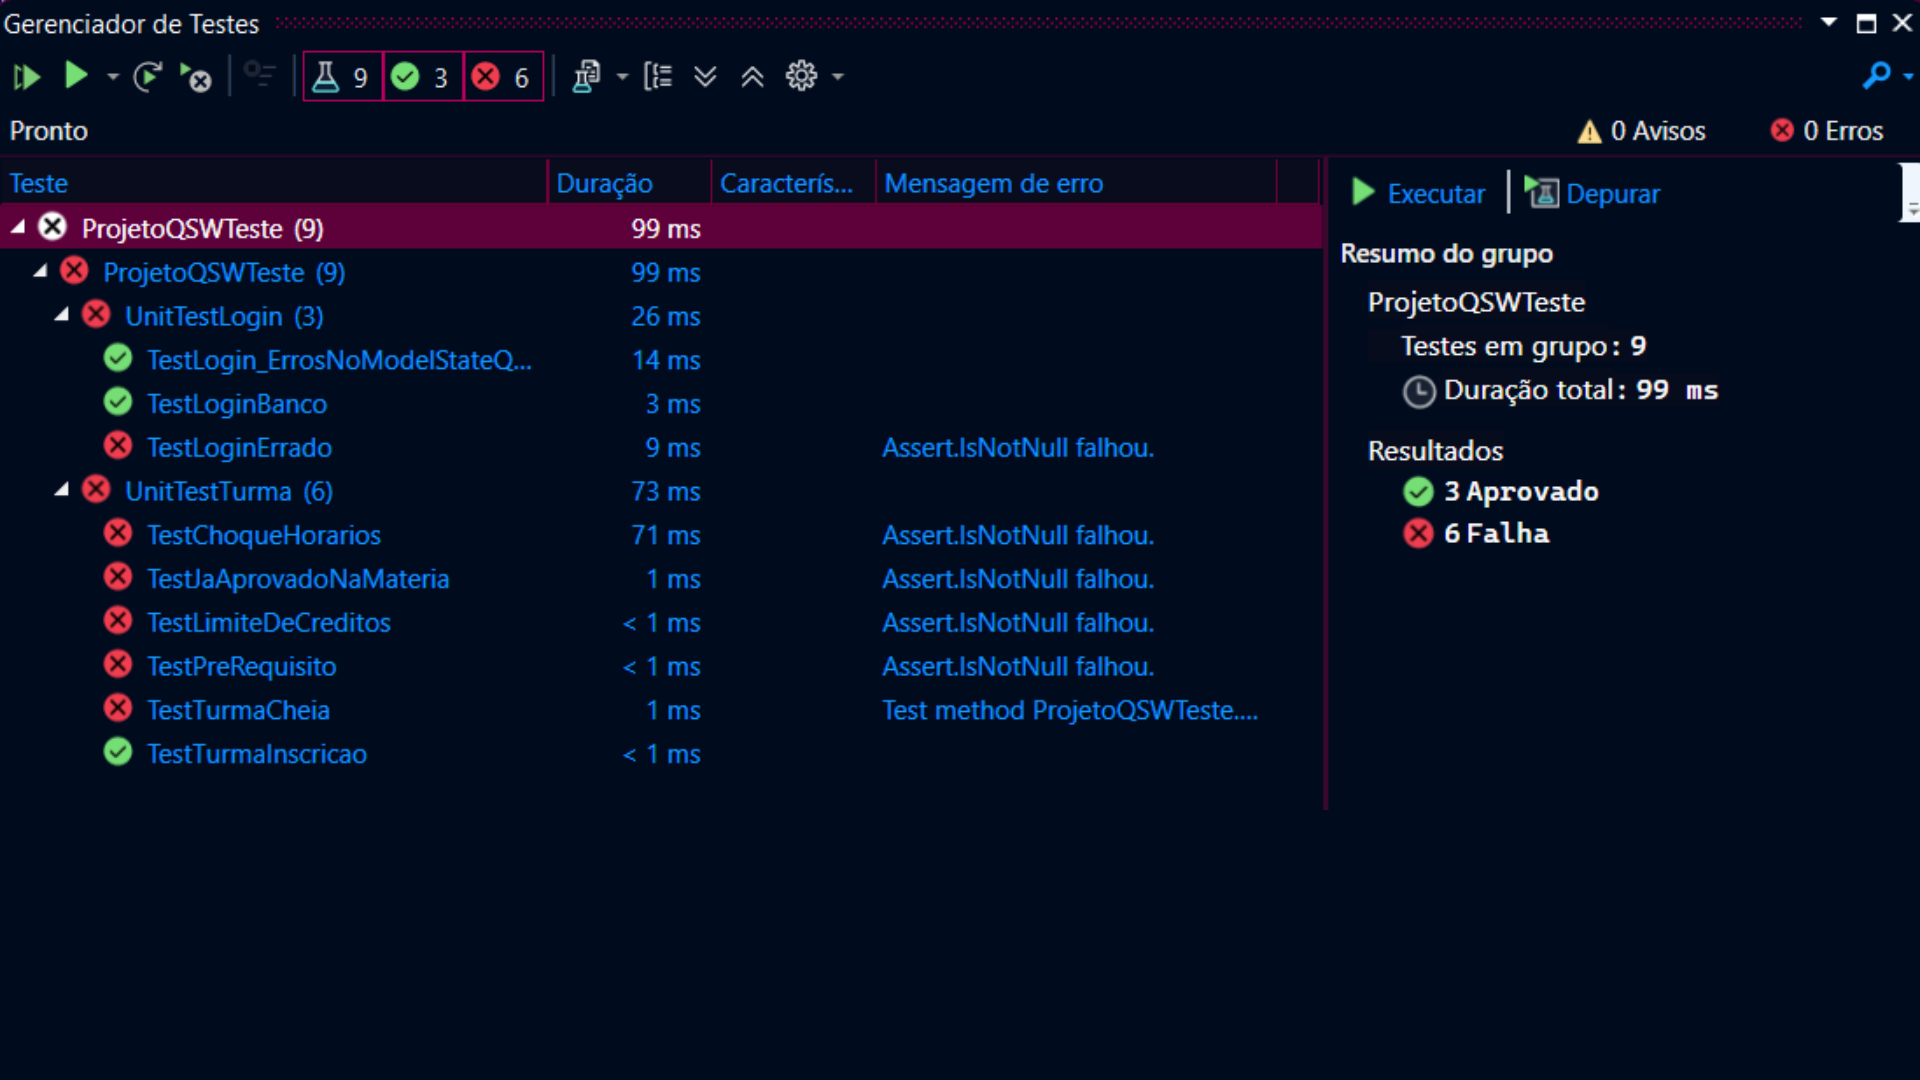 Gerenciador de Testes
9 3 6
Pronto
0 Avisos 0 Erros
Teste Duração Caracterís... Mensagem de erro
ProjetoQSWTeste (9) 99 ms
ProjetoQSWTeste (9) 99 ms
UnitTestLogin (3) 26 ms
TestLogin_ErrosNoModelStateQ... 14 ms
TestLoginBanco 3 ms
TestLoginErrado 9 ms Assert.IsNotNull falhou.
UnitTestTurma (6) 73 ms
TestChoqueHorarios 71 ms Assert.IsNotNull falhou.
TestJaAprovadoNaMateria 1 ms Assert.IsNotNull falhou.
TestLimiteDeCreditos < 1 ms Assert.IsNotNull falhou.
TestPreRequisito < 1 ms Assert.IsNotNull falhou.
TestTurmaCheia 1 ms Test method ProjetoQSWTeste....
TestTurmaInscricao < 1 ms
Executar Depurar
Resumo do grupo
ProjetoQSWTeste
Testes em grupo: 9
Duração total: 99 ms
Resultados
3 Aprovado
6 Falha